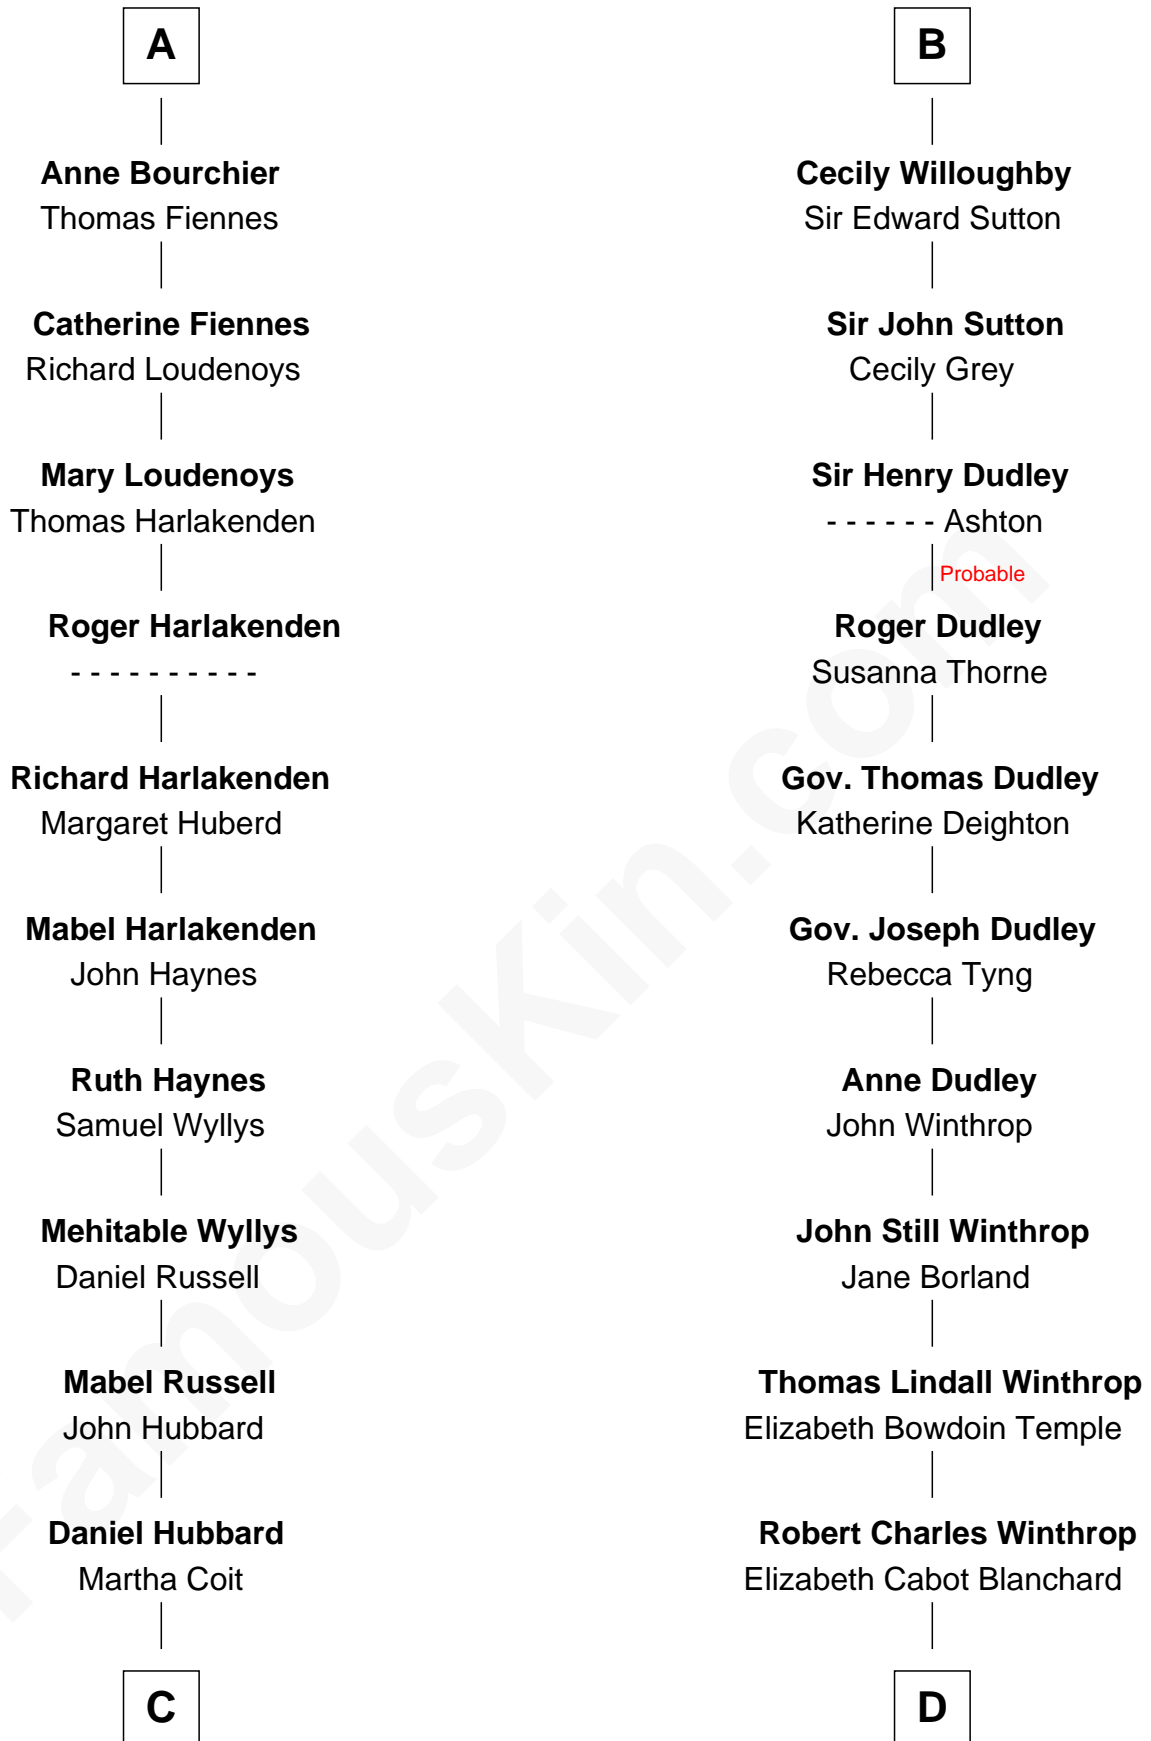 A
Anne Bourchier
Thomas Fiennes
Catherine Fiennes
Richard Loudenoys
Mary Loudenoys
Thomas Harlakenden
Roger Harlakenden
- - - - - - - - - -
Richard Harlakenden
Margaret Huberd
Mabel Harlakenden
John Haynes
Ruth Haynes
Samuel Wyllys
Mehitable Wyllys
Daniel Russell
Mabel Russell
John Hubbard
Daniel Hubbard
Martha Coit
C
B
Cecily Willoughby
Sir Edward Sutton
Sir John Sutton
Cecily Grey
Sir Henry Dudley
- - - - - - Ashton
Probable
Roger Dudley
Susanna Thorne
Gov. Thomas Dudley
Katherine Deighton
Gov. Joseph Dudley
Rebecca Tyng
Anne Dudley
John Winthrop
John Still Winthrop
Jane Borland
Thomas Lindall Winthrop
Elizabeth Bowdoin Temple
Robert Charles Winthrop
Elizabeth Cabot Blanchard
D
FamousKin.com